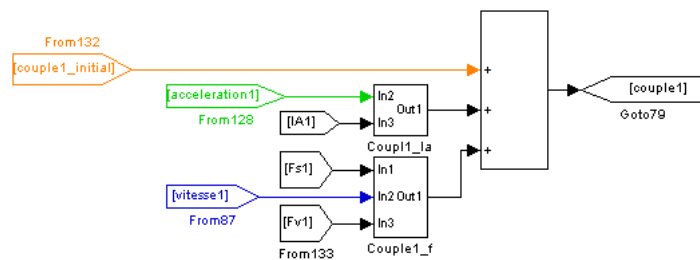 From132
[couple1_initial]
[acceleration1]
From128
[IA1]
In2
Out1
In3
Coupl1_Ia
+
+
+
[couple1]
Goto79
[Fs1]
[vitesse1]
From87
[Fv1]
From133
In1
In2 Out1
In3
Couple1_f